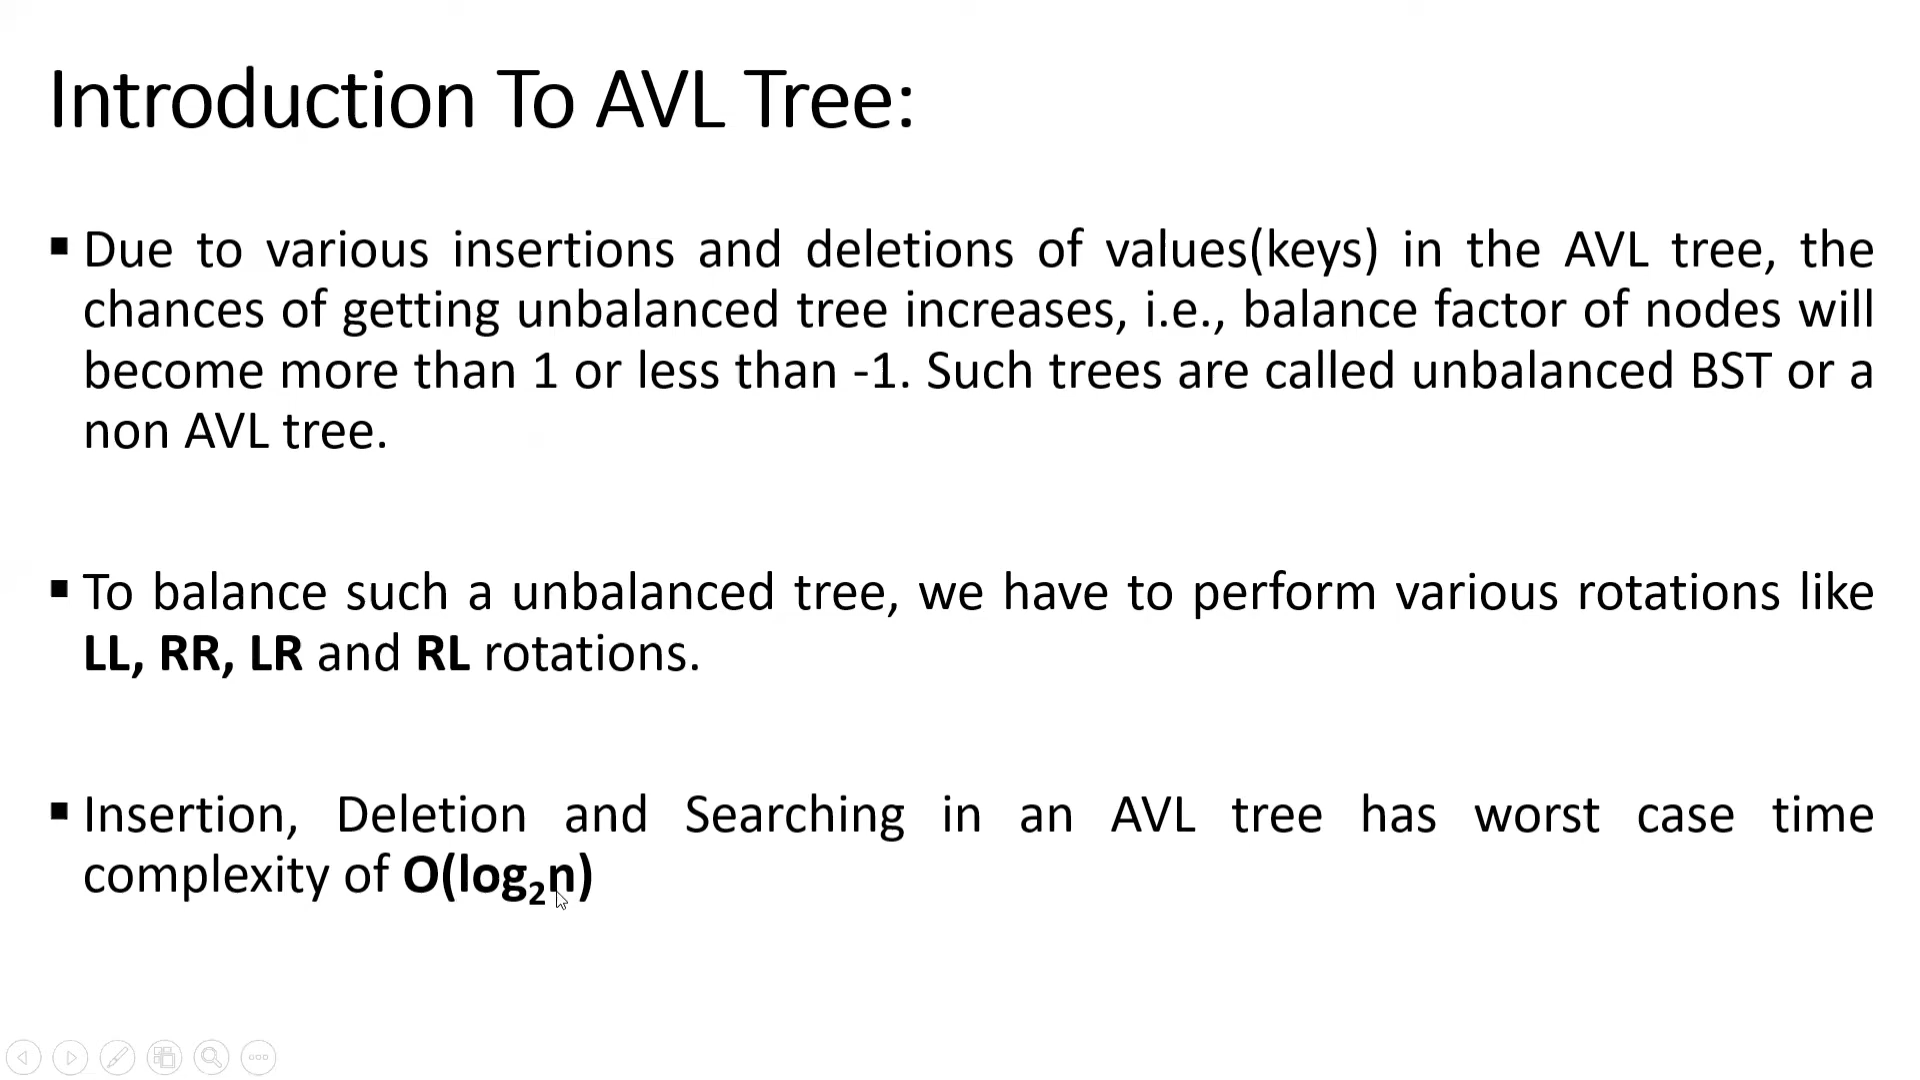 Introduction To AVL Tree:
▪ Due to various insertions and deletions of values(keys) in the AVL tree, the
chances of getting unbalanced tree increases, i.e., balance factor of nodes will
become more than 1 or less than -1. Such trees are called unbalanced BST or a
non AVL tree.
▪ To balance such a unbalanced tree, we have to perform various rotations like
LL, RR, LR and RL rotations.
▪ Insertion, Deletion and Searching in an AVL tree has worst case time
complexity of O(log₂n)